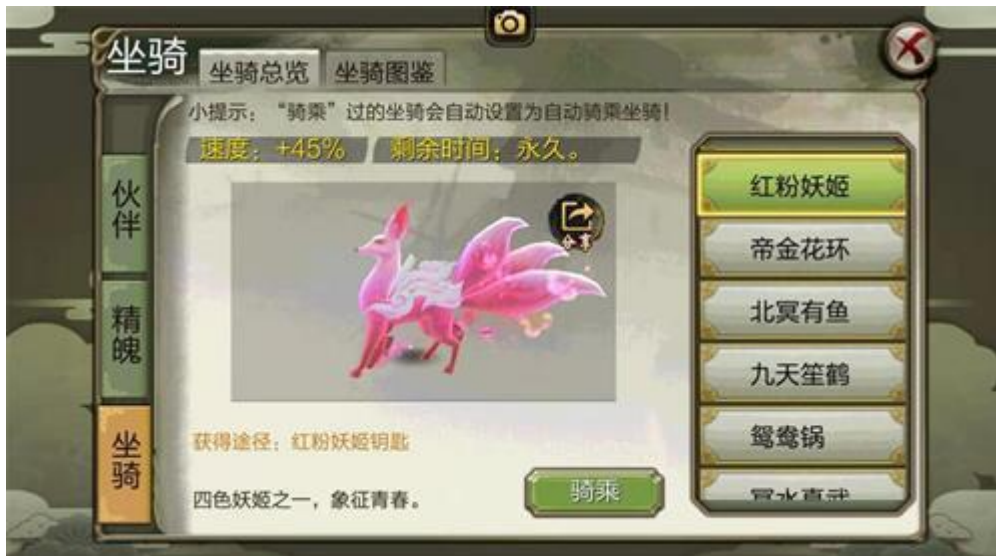 坐骑
坐骑总览
坐骑图鉴
小提示:“骑乘”过的坐骑会自动设置为自动骑乘坐骑!
速度:+45%
剩余时间:永久。
伙伴
精魄
坐骑
分享
获得途径:红粉妖姬钥匙
四色妖姬之一,象征青春。
骑乘
红粉妖姬
帝金花环
北冥有鱼
九天笙鹤
鸳鸯锅